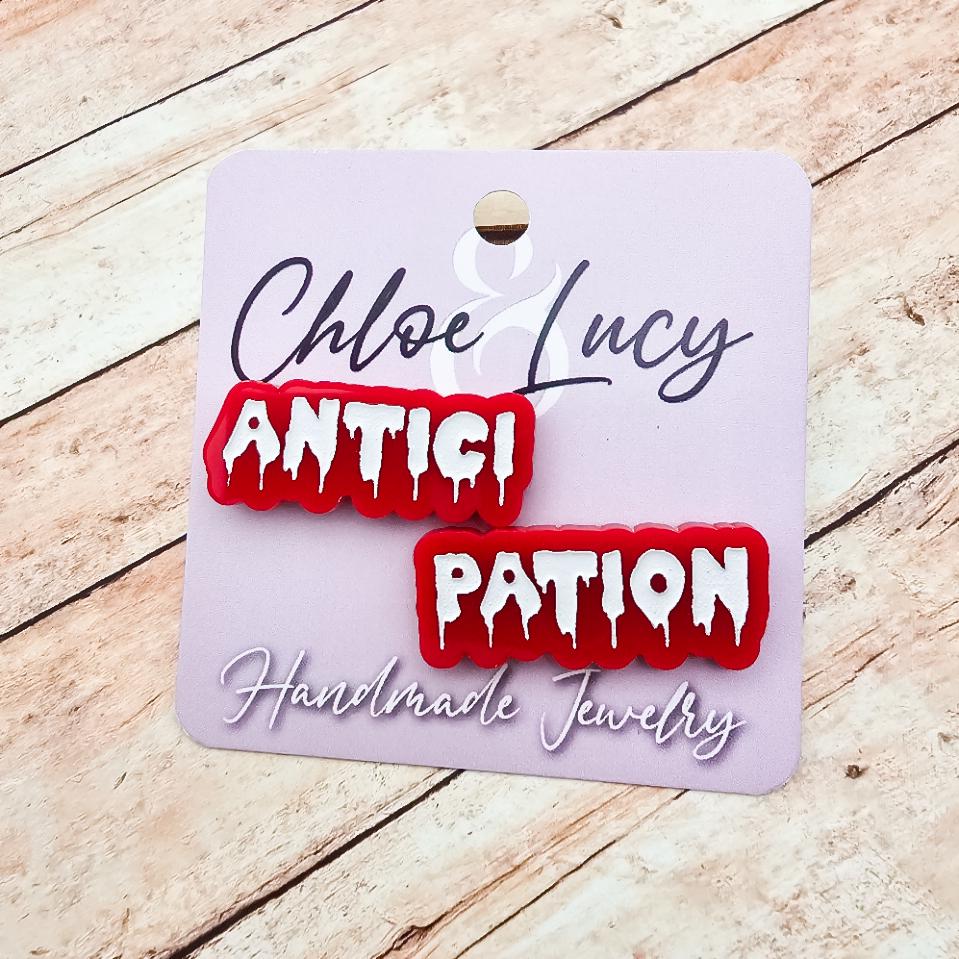 Chloe & Lucy
ANTICI
PATION
Handmade Jewelry